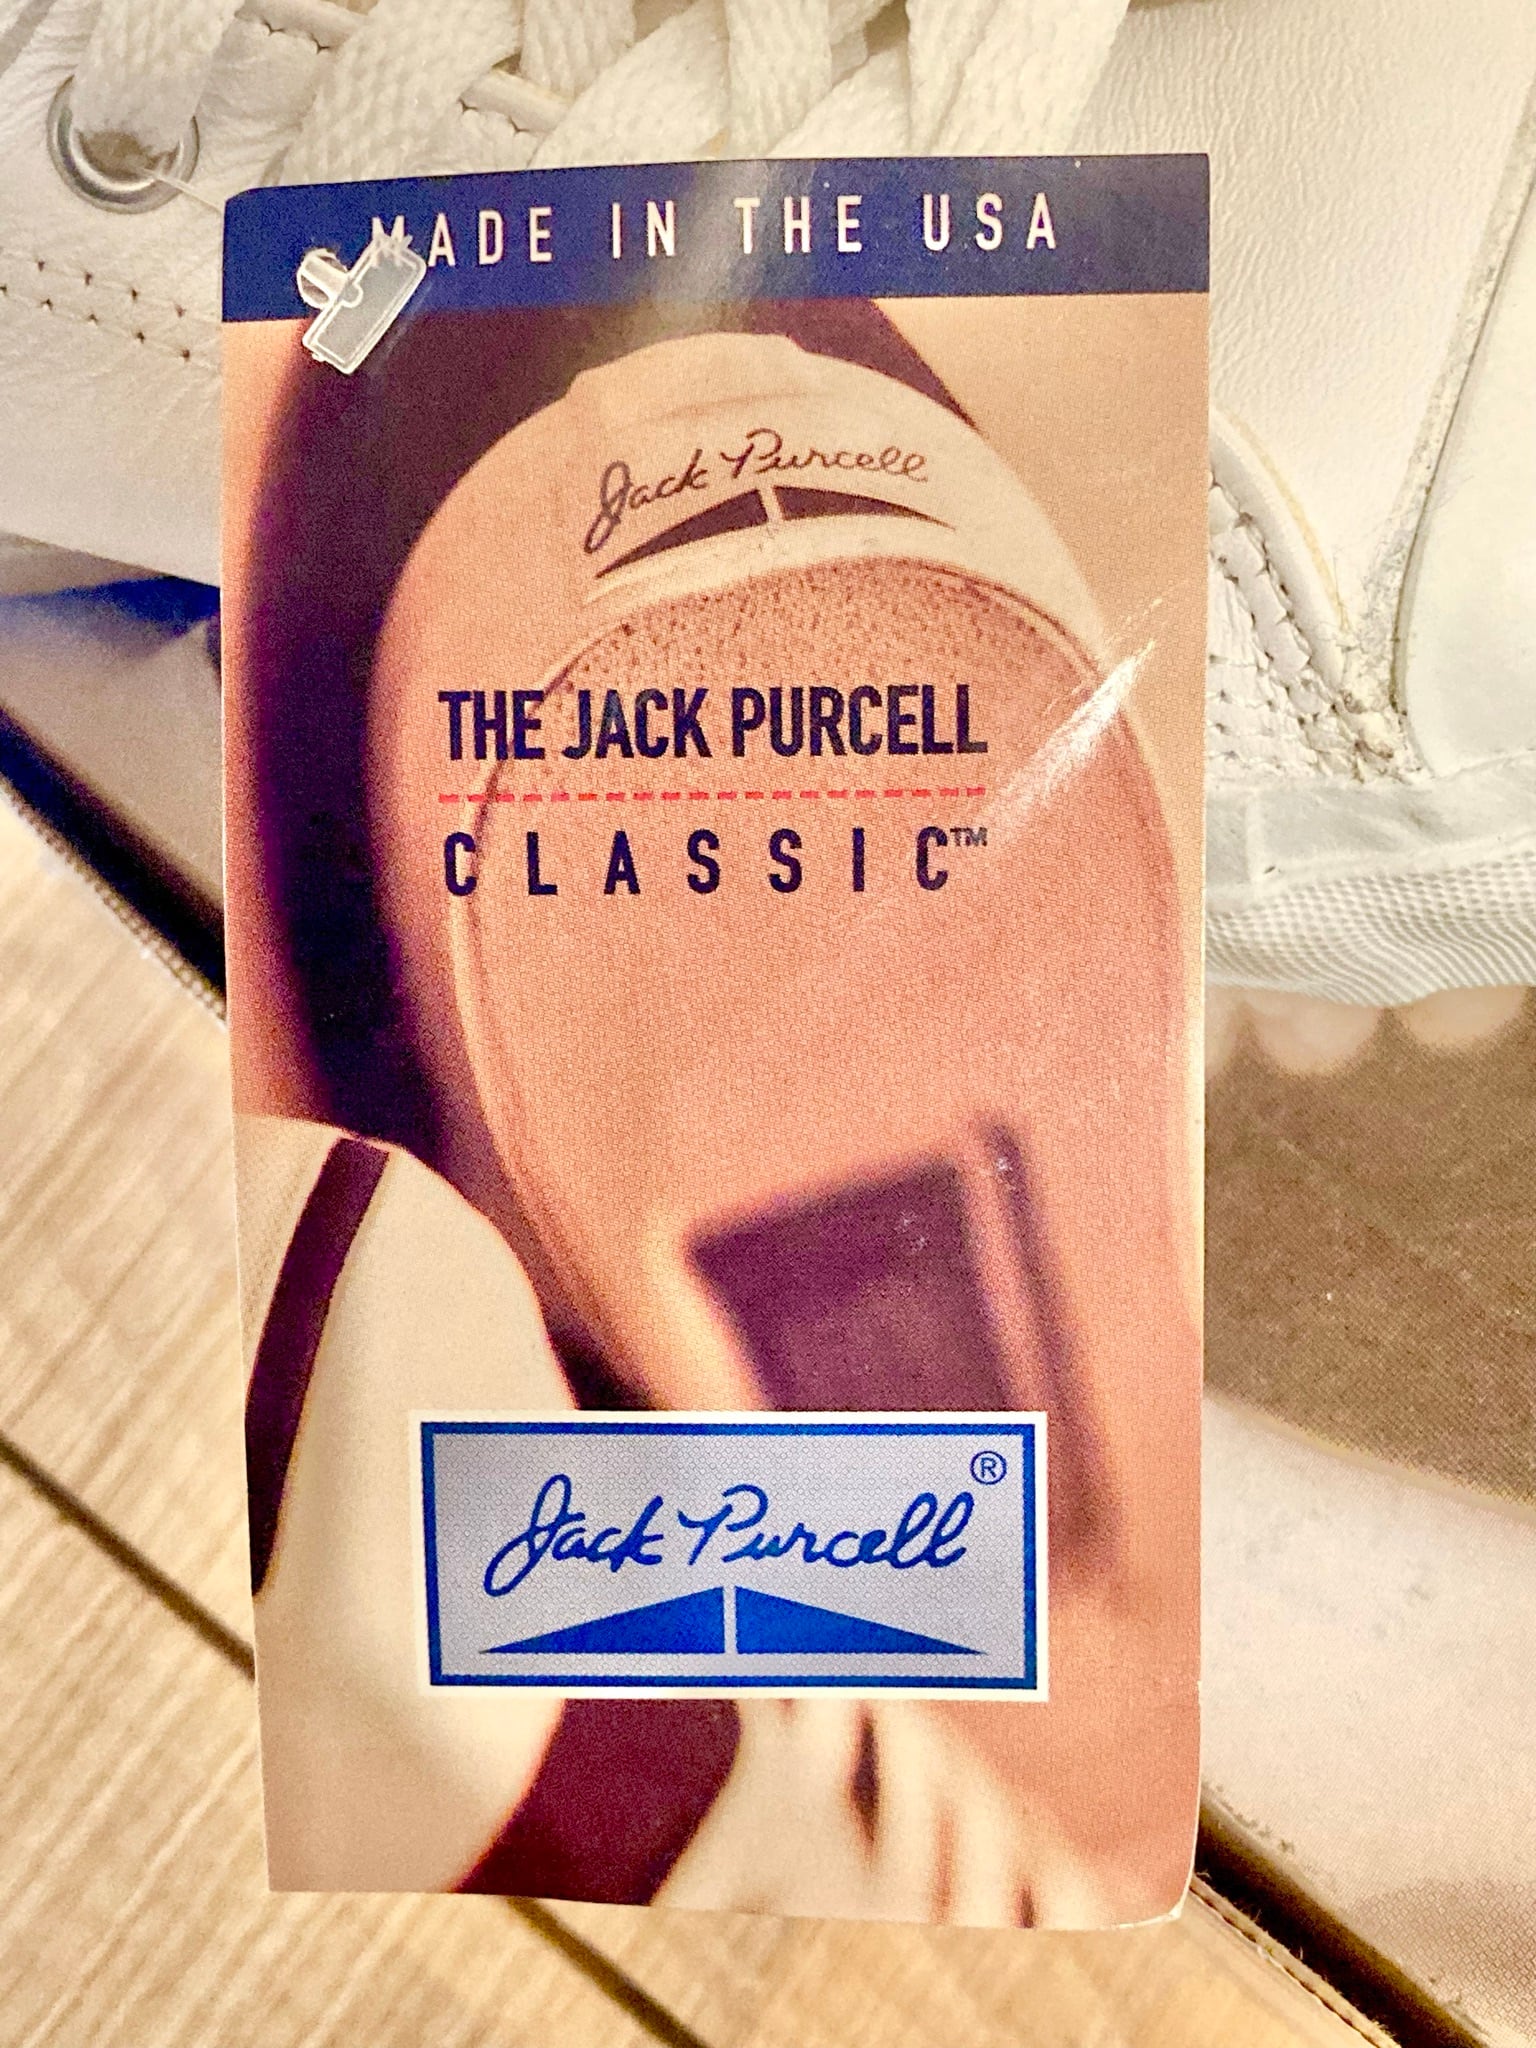 MADE IN THE USA
Jack Purcell
THE JACK PURCELL
CLASSIC™
Jack Purcell®